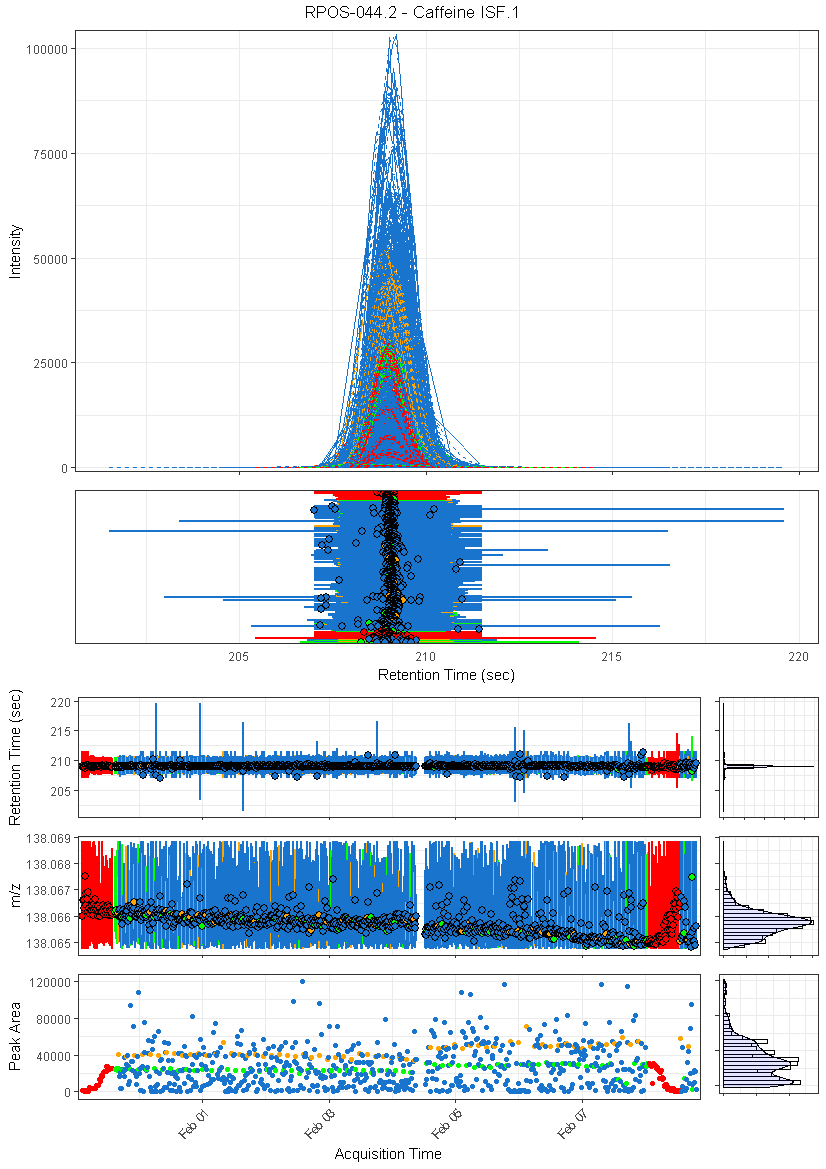 RPOS-044.2 - Caffeine ISF.1
100000
75000
50000
25000
0
Intensity
205
210
215
220
Retention Time (sec)
220
215
210
205
Retention Time (sec)
138.069
138.068
138.067
138.066
138.065
m/z
120000
80000
40000
0
Peak Area
Feb 01
Feb 03
Feb 05
Feb 07
Acquisition Time